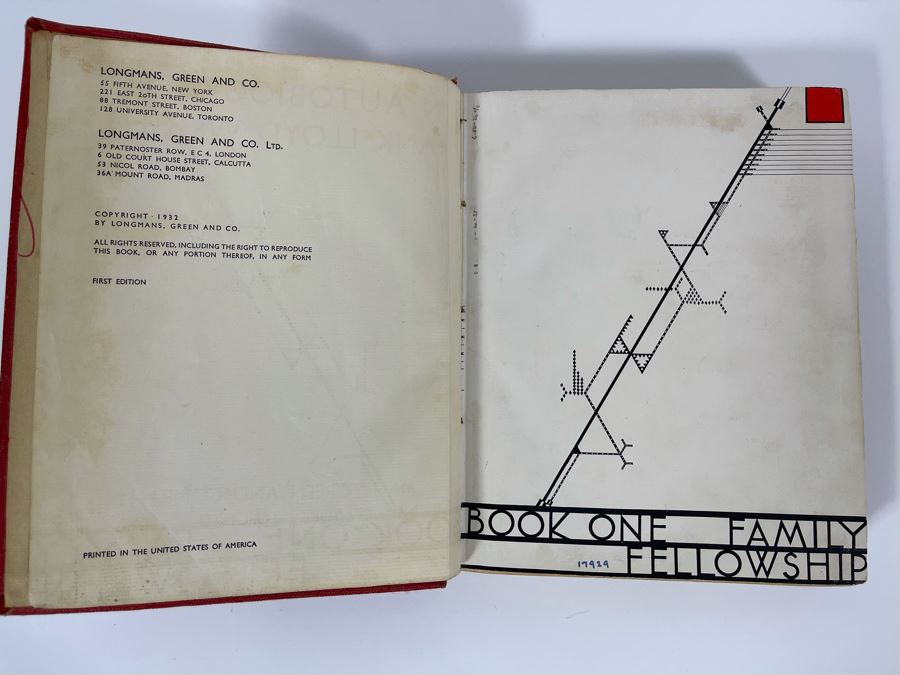 LONGMANS, GREEN AND CO.
55 FIFTH AVENUE, NEW YORK
221 EAST 20TH STREET, CHICAGO
88 TREMONT STREET, BOSTON
128 UNIVERSITY AVENUE, TORONTO
LONGMANS, GREEN AND CO. LTD.
39 PATERNOSTER ROW, E C 4, LONDON
6 OLD COURT HOUSE STREET, CALCUTTA
53 NICOL ROAD, BOMBAY
36A MOUNT ROAD, MADRAS
COPYRIGHT · 1932
BY LONGMANS, GREEN AND CO.
ALL RIGHTS RESERVED, INCLUDING THE RIGHT TO REPRODUCE
THIS BOOK, OR ANY PORTION THEREOF, IN ANY FORM
FIRST EDITION
PRINTED IN THE UNITED STATES OF AMERICA
BOOK ONE FAMILY
FELLOWSHIP
17929